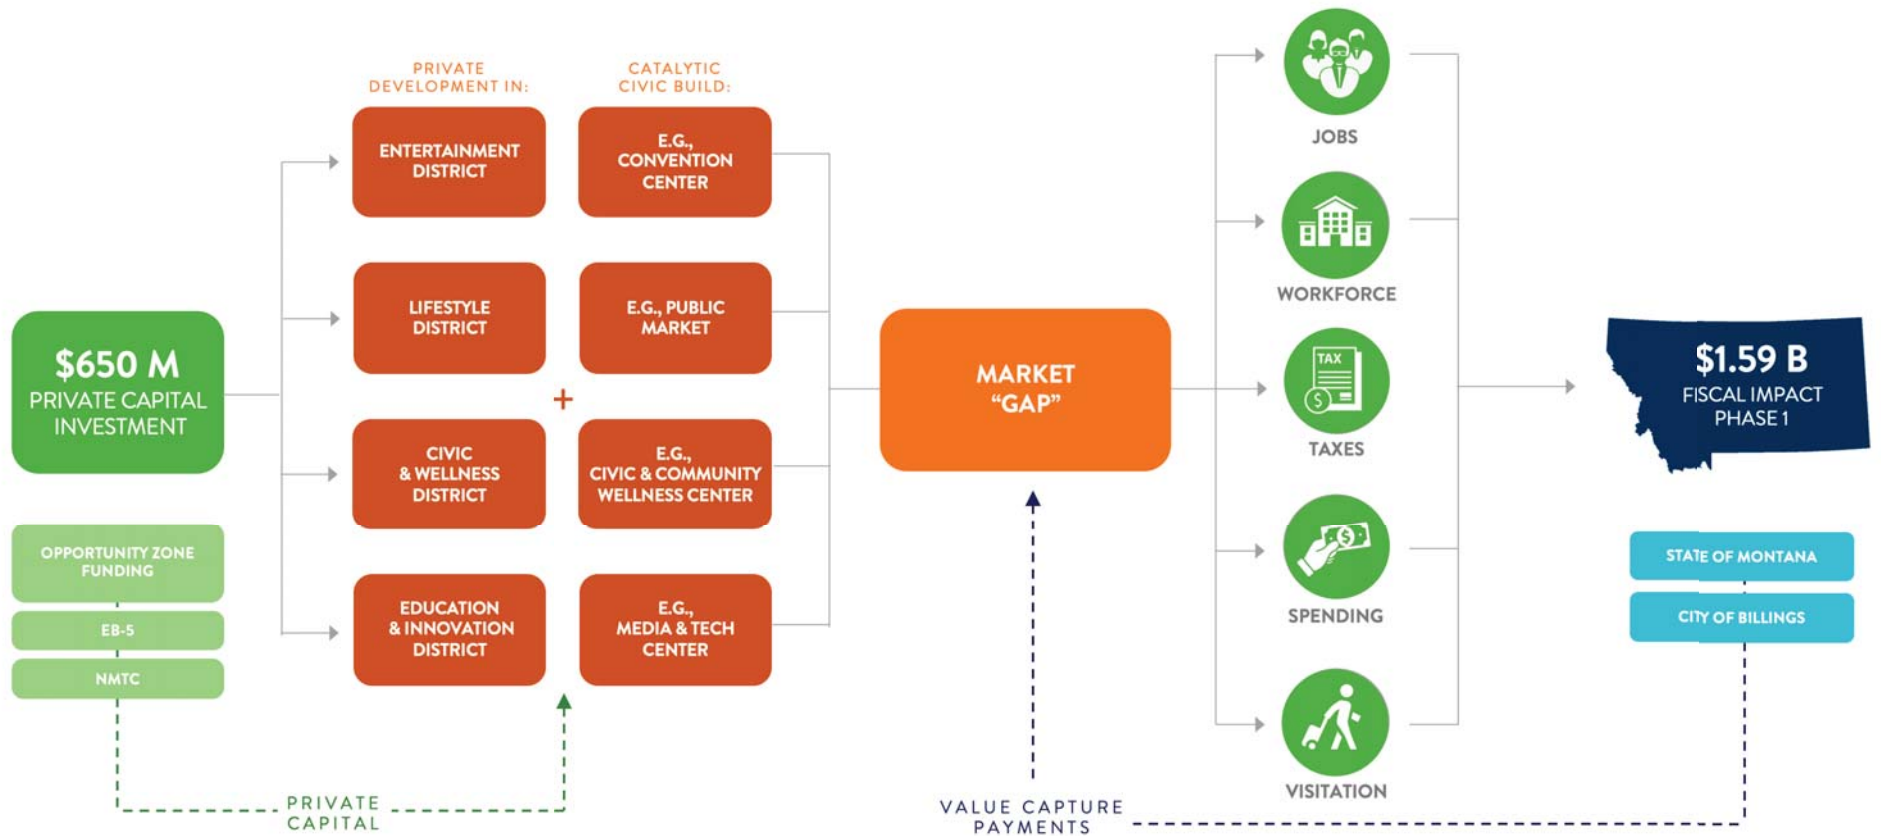 $650 M
PRIVATE CAPITAL
INVESTMENT
OPPORTUNITY ZONE
FUNDING
EB-5
NMTC
PRIVATE
CAPITAL
PRIVATE
DEVELOPMENT IN:
ENTERTAINMENT
DISTRICT
LIFESTYLE
DISTRICT
CIVIC
& WELLNESS
DISTRICT
EDUCATION
& INNOVATION
DISTRICT
+
CATALYTIC
CIVIC BUILD:
E.G.,
CONVENTION
CENTER
E.G., PUBLIC
MARKET
E.G.,
CIVIC & COMMUNITY
WELLNESS CENTER
E.G.,
MEDIA & TECH
CENTER
MARKET
“GAP”
VALUE CAPTURE
PAYMENTS
JOBS
WORKFORCE
TAX
$
TAXES
$
SPENDING
VISITATION
$1.59 B
FISCAL IMPACT
PHASE 1
STATE OF MONTANA
CITY OF BILLINGS